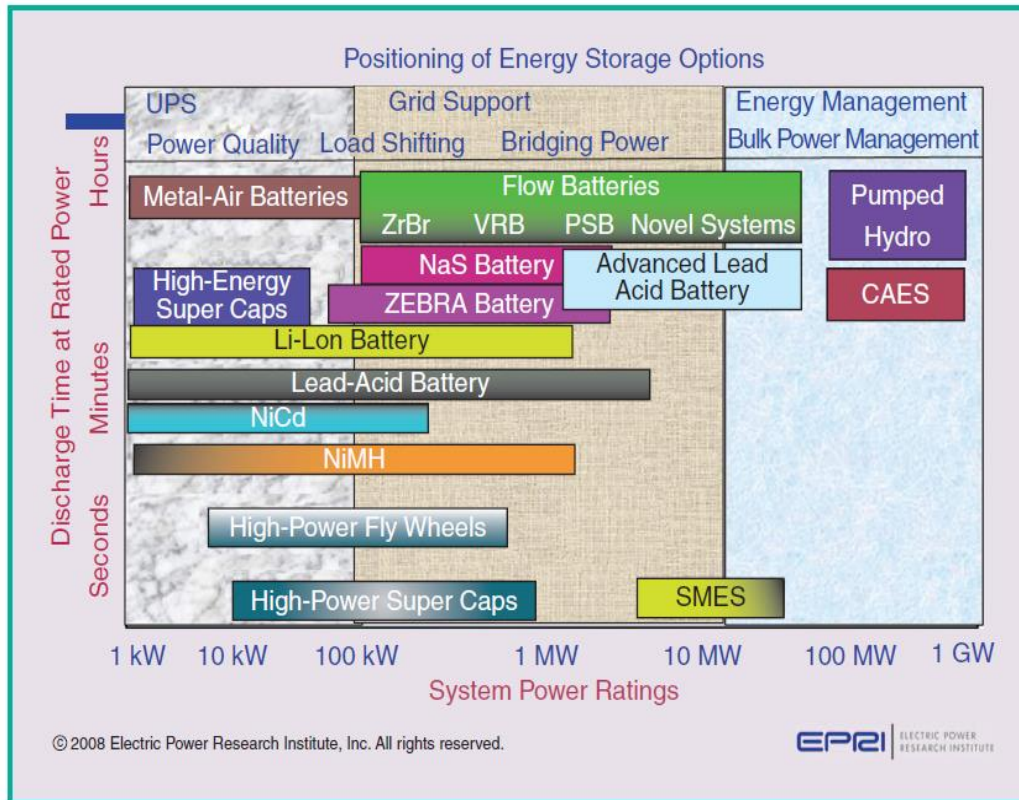 Positioning of Energy Storage Options
UPS
Grid Support
Energy Management
Power Quality
Load Shifting
Bridging Power
Bulk Power Management
Discharge Time at Rated Power
Hours
Minutes
Seconds
Metal-Air Batteries
Flow Batteries
ZrBr VRB PSB Novel Systems
Pumped
Hydro
NaS Battery
Advanced Lead
Acid Battery
High-Energy
Super Caps
ZEBRA Battery
CAES
Li-Lon Battery
Lead-Acid Battery
NiCd
NiMH
High-Power Fly Wheels
High-Power Super Caps
SMES
1 kW 10 kW 100 kW 1 MW 10 MW 100 MW 1 GW
System Power Ratings
© 2008 Electric Power Research Institute, Inc. All rights reserved.
EPRI
ELECTRIC POWER
RESEARCH INSTITUTE